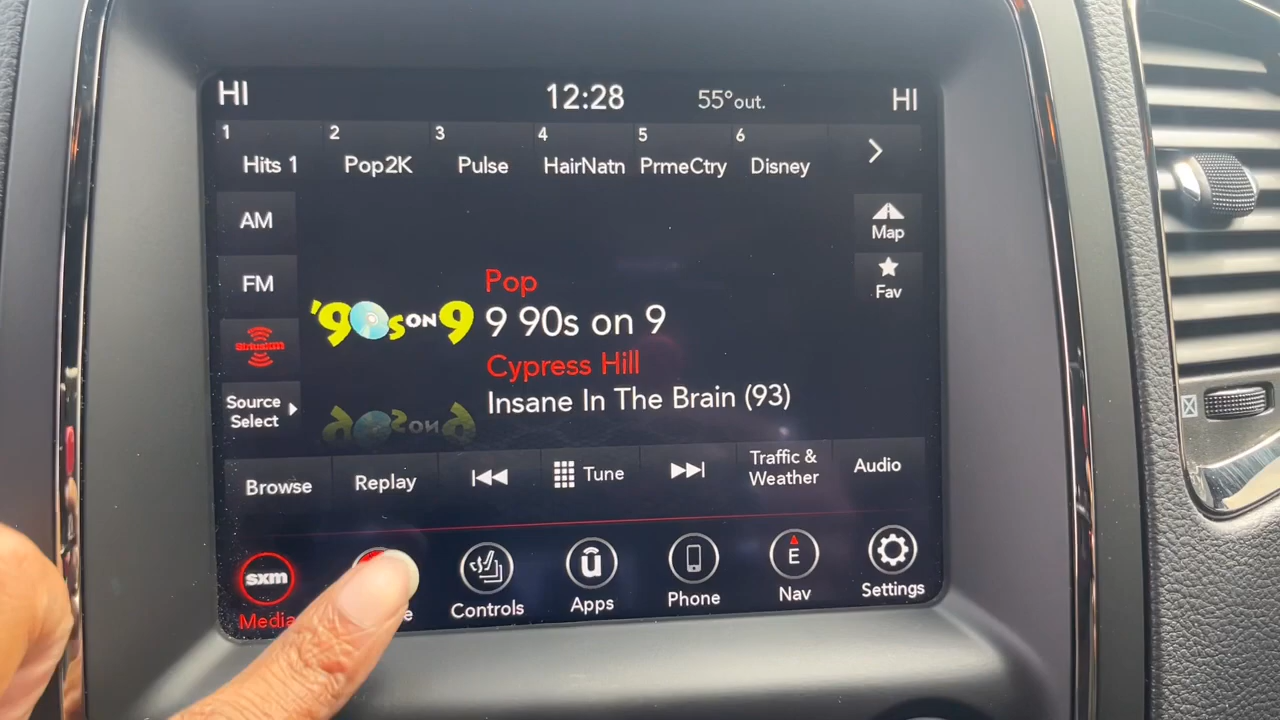 HI 12:28 55°out. HI
1 2 3 4 5 6
Hits 1 Pop2K Pulse HairNatn PrmeCtry Disney
AM
Map
FM
Fav
Pop
'90s ON 9
9 90s on 9
siriusxm
Cypress Hill
Insane In The Brain (93)
Source
Select
Browse Replay Tune Traffic &
Weather
Audio
sxm
E
Media Controls Apps Phone Nav Settings